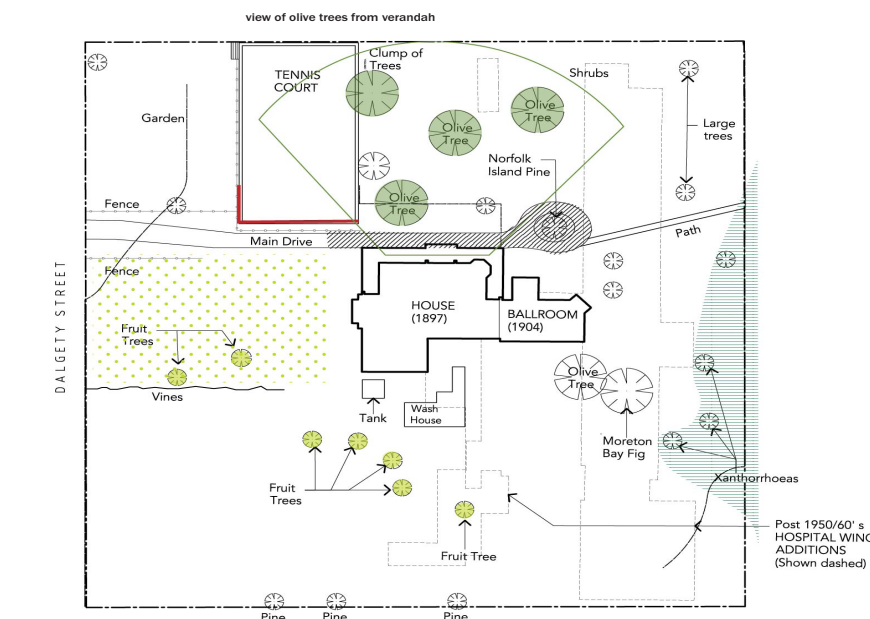 view of olive trees from verandah
Clump of
Trees
TENNIS
COURT
Shrubs
Garden
Olive
Tree
Olive
Tree
Large
trees
Norfolk
Island Pine
Olive
Tree
Fence
Path
Main Drive
Fence
DALGETY STREET
HOUSE
(1897)
BALLROOM
(1904)
Fruit
Trees
Olive
Tree
Vines
Tank
Wash
House
Moreton
Bay Fig
Xanthorrhoeas
Fruit
Trees
Post 1950/60' s
HOSPITAL WING
ADDITIONS
(Shown dashed)
Fruit Tree
Pine
Pine
Pine